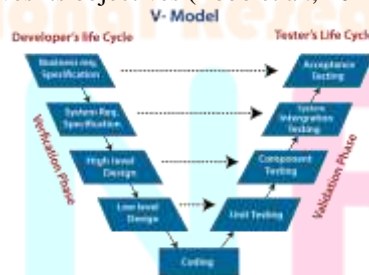 V- Model
Developer's life Cycle
Tester's Life Cycle
Business req.
Specification
Acceptance
Testing
System Req.
Specification
System
Intergration
Testing
High level
Design
Component
Testing
Low level
Design
Unit Testing
Coding
Verification Phase
Validation Phase